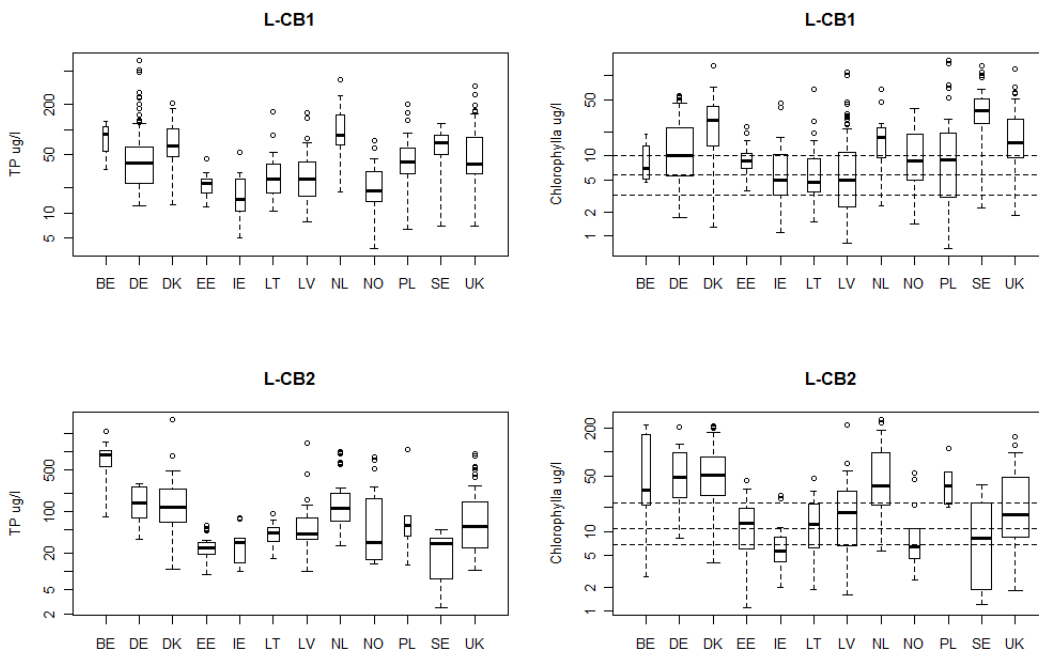 L-CB1
TP ug/l
200
50
20
10
5
BE DE DK EE IE LT LV NL NO PL SE UK
L-CB1
Chlorophylla ug/l
50
10
5
2
1
BE DE DK EE IE LT LV NL NO PL SE UK
L-CB2
TP ug/l
500
100
50
20
5
2
BE DE DK EE IE LT LV NL NO PL SE UK
L-CB2
Chlorophylla ug/l
200
50
10
5
2
1
BE DE DK EE IE LT LV NL NO PL SE UK